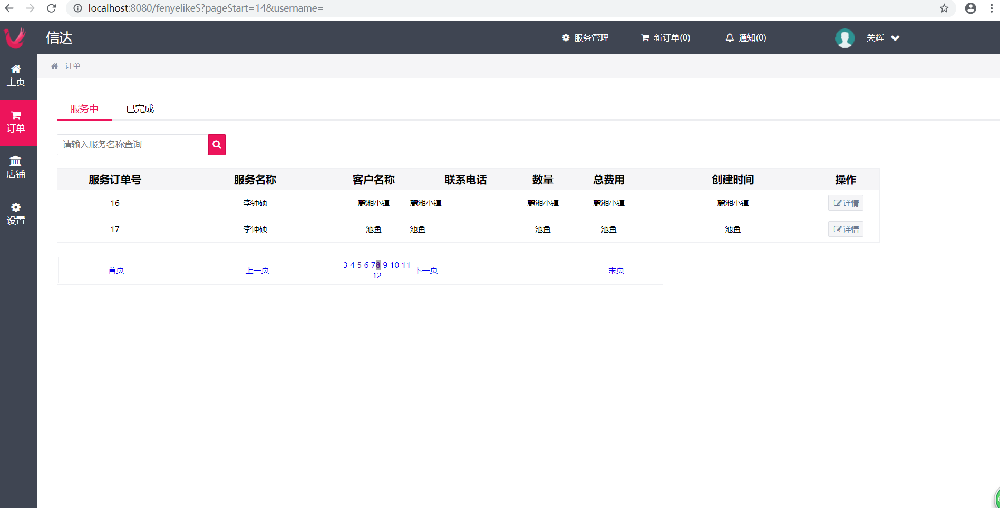 localhost:8080/fenyelikeS?pageStart=14&username=
信达 服务管理 新订单(0) 通知(0) 关辉
主页
订单
店铺
设置
订单
服务中 已完成
请输入服务名称查询
服务订单号 服务名称 客户名称 联系电话 数量 总费用 创建时间 操作
16 李钟硕 麓湘小镇 麓湘小镇 麓湘小镇 麓湘小镇 麓湘小镇 详情
17 李钟硕 池鱼 池鱼 池鱼 池鱼 池鱼 详情
首页 上一页 3 4 5 6 7 8 9 10 11 下一页 末页
12